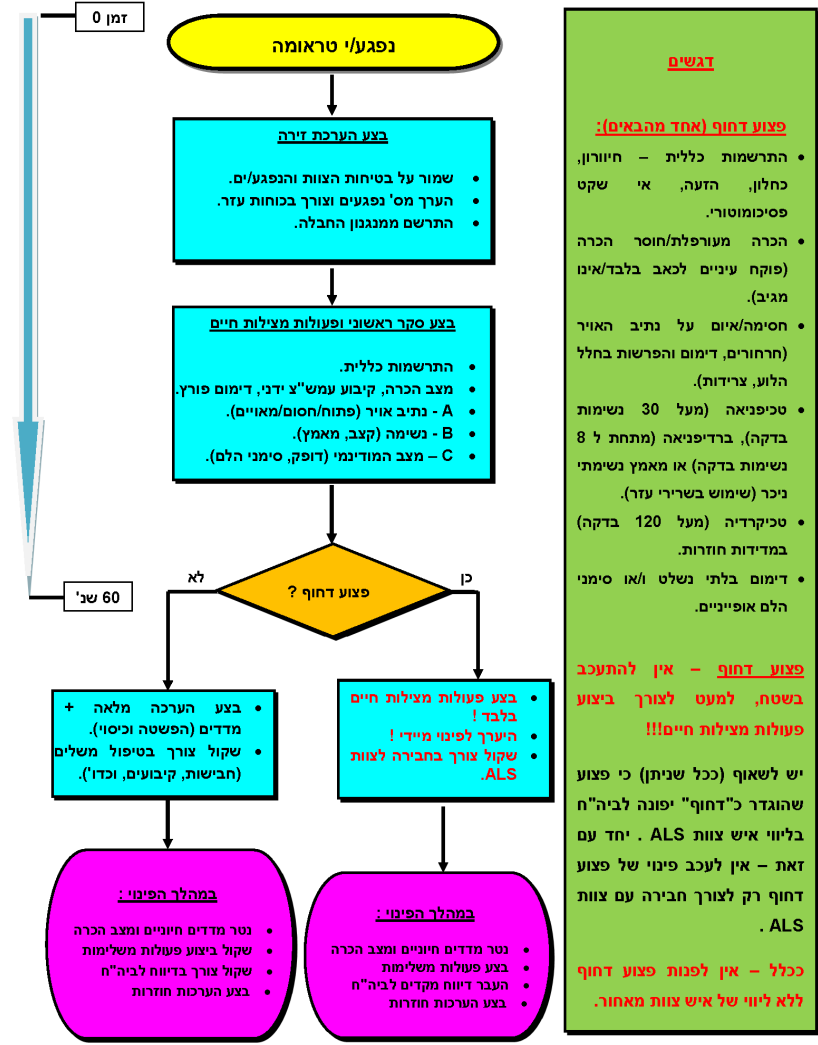 זמן 0
נפגע/י טראומה
בצע הערכת זירה
• שמור על בטיחות הצוות והנפגע/ים.
• הערך מס' נפגעים וצורך בכוחות עזר.
• התרשם ממנגנון החבלה.
בצע סקר ראשוני ופעולות מצילות חיים
• התרשמות כללית.
• מצב הכרה, קיבוע עמש"צ ידני, דימום פורץ.
• A - נתיב אויר (פתוח/חסום/מאויים).
• B - נשימה (קצב, מאמץ).
• C – מצב המודינמי (דופק, סימני הלם).
פצוע דחוף ?
כן
לא
60 שנ'
• בצע פעולות מצילות חיים
בלבד !
• היערך לפינוי מיידי !
• שקול צורך בחבירה לצוות
ALS.
• בצע הערכה מלאה +
מדדים (הפשטה וכיסוי).
• שקול צורך בטיפול משלים
(חבישות, קיבועים, וכדו').
במהלך הפינוי :
• נטר מדדים חיוניים ומצב הכרה
• בצע פעולות משלימות
• העבר דיווח מקדים לביה"ח
• בצע הערכות חוזרות
במהלך הפינוי :
• נטר מדדים חיוניים ומצב הכרה
• שקול ביצוע פעולות משלימות
• שקול צורך בדיווח לביה"ח
• בצע הערכות חוזרות
דגשים
פצוע דחוף (אחד מהבאים):
• התרשמות כללית – חיוורון,
כחלון, הזעה, אי שקט
פסיכומוטורי.
• הכרה מעורפלת/חוסר הכרה
(פוקח עיניים לכאב בלבד/אינו
מגיב).
• חסימה/איום על נתיב האויר
(חרחורים, דימום והפרשות בחלל
הלוע, צרידות).
• טכיפניאה (מעל 30 נשימות
בדקה), ברדיפניאה (מתחת ל 8
נשימות בדקה) או מאמץ נשימתי
ניכר (שימוש בשרירי עזר).
• טכיקרדיה (מעל 120 בדקה)
במדידות חוזרות.
• דימום בלתי נשלט ו/או סימני
הלם אופייניים.
פצוע דחוף – אין להתעכב
בשטח, למעט לצורך ביצוע
פעולות מצילות חיים!!!
יש לשאוף (ככל שניתן) כי פצוע
שהוגדר כ"דחוף" יפונה לביה"ח
בליווי איש צוות ALS . יחד עם
זאת – אין לעכב פינוי של פצוע
דחוף רק לצורך חבירה עם צוות
ALS .
ככלל – אין לפנות פצוע דחוף
ללא ליווי של איש צוות מאחור.